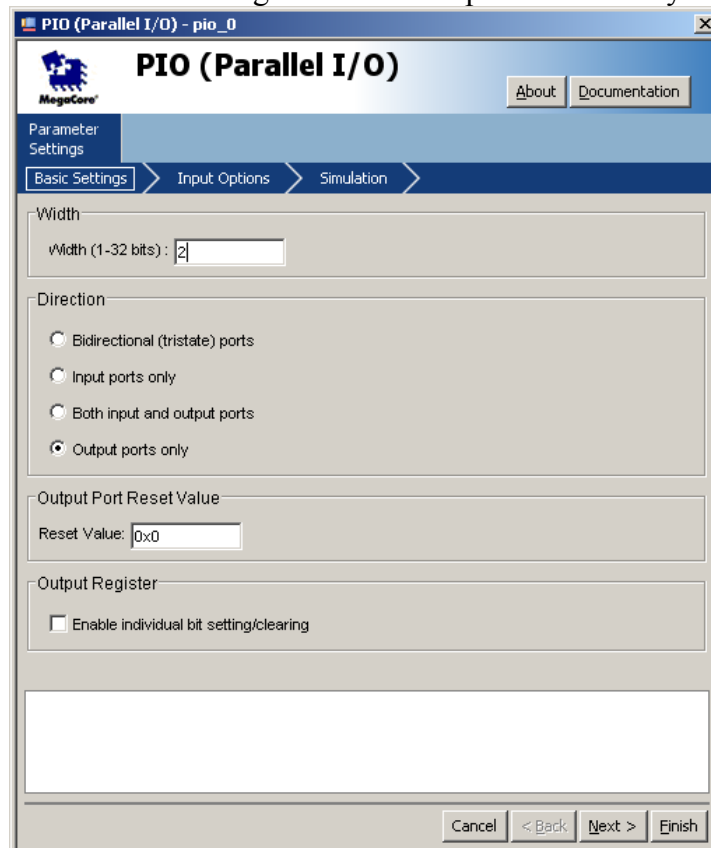 PIO (Parallel I/O) - pio_0
PIO (Parallel I/O)
MegaCore®
About Documentation
Parameter
Settings
Basic Settings Input Options Simulation
Width
Width (1-32 bits) : 2
Direction
Bidirectional (tristate) ports
Input ports only
Both input and output ports
Output ports only
Output Port Reset Value
Reset Value: 0x0
Output Register
Enable individual bit setting/clearing
Cancel < Back Next > Finish